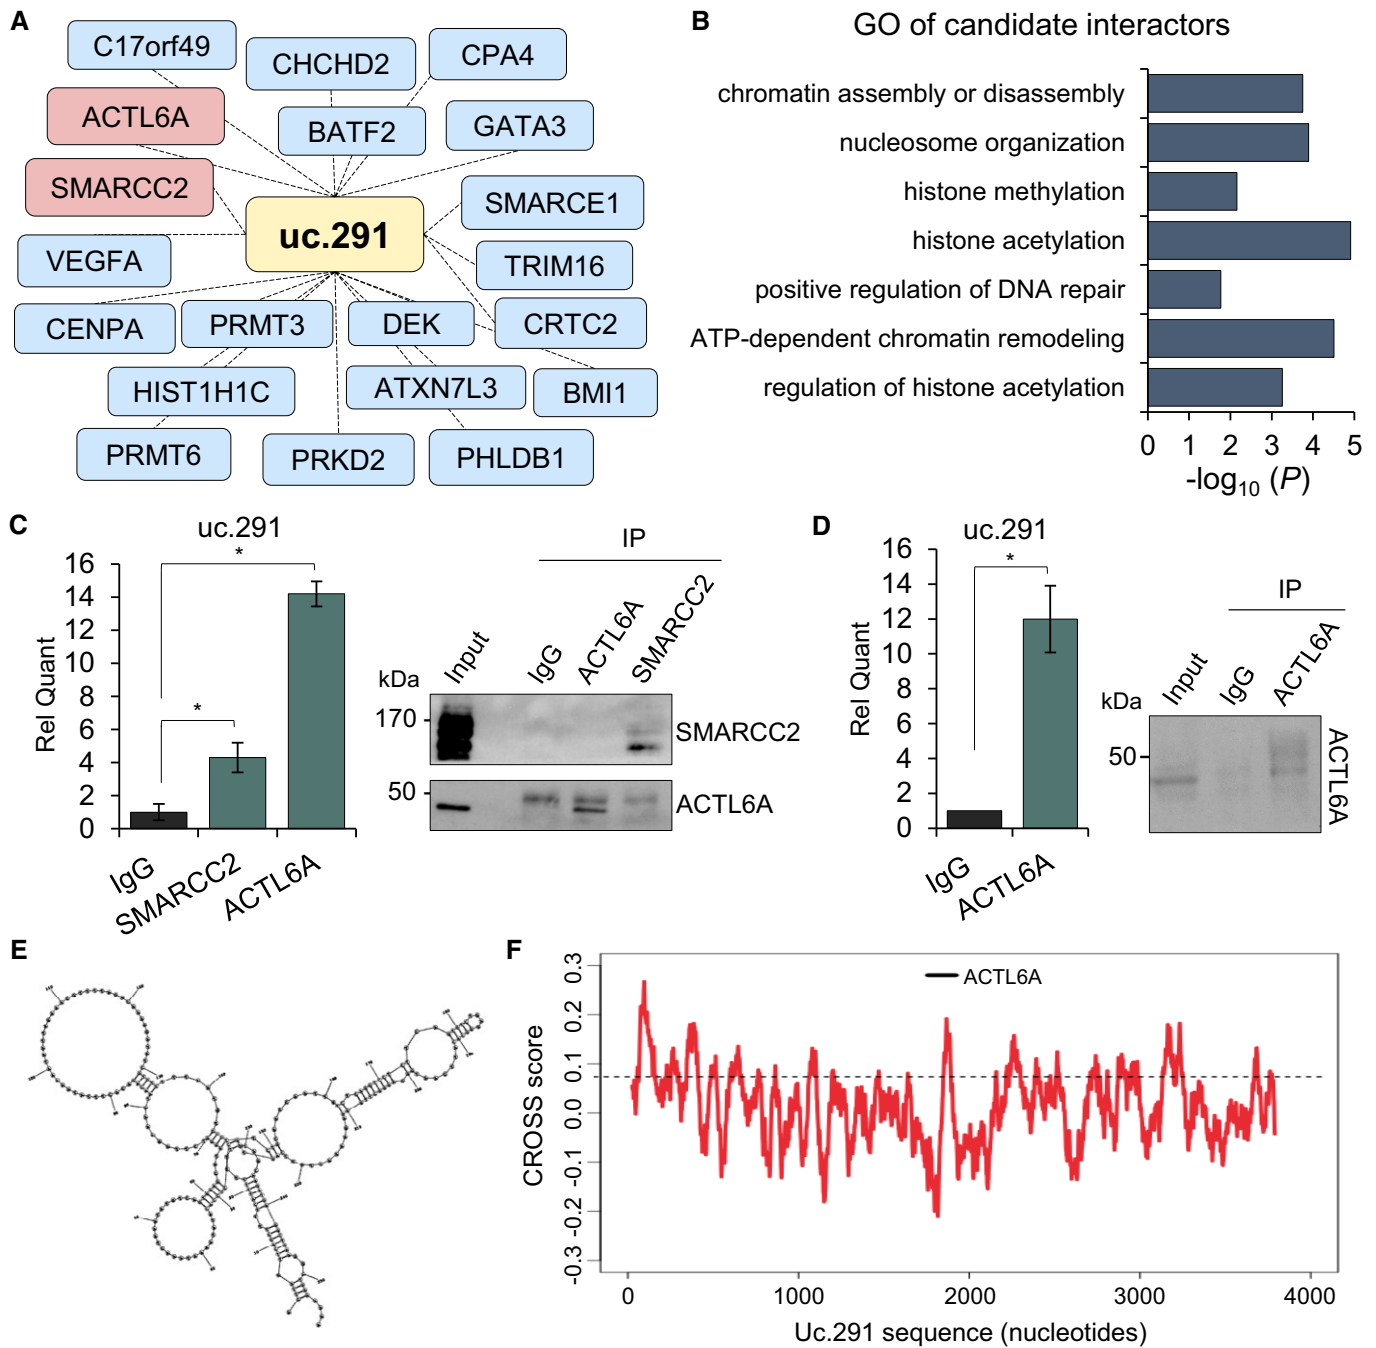 A
C17orf49
CHCHD2
CPA4
ACTL6A
BATF2
GATA3
SMARCC2
SMARCE1
uc.291
VEGFA
TRIM16
CENPA
PRMT3
DEK
CRTC2
HIST1H1C
ATXN7L3
BMI1
PRMT6
PRKD2
PHLDB1
B
GO of candidate interactors
chromatin assembly or disassembly
nucleosome organization
histone methylation
histone acetylation
positive regulation of DNA repair
ATP-dependent chromatin remodeling
regulation of histone acetylation
0 1 2 3 4 5
-log10 (P)
C
uc.291
*
*
16
14
12
10
8
6
4
2
0
Rel Quant
IgG
SMARCC2
ACTL6A
IP
Input
IgG
ACTL6A
SMARCC2
kDa
170
SMARCC2
50
ACTL6A
D
uc.291
*
16
14
12
10
8
6
4
2
0
Rel Quant
IgG
ACTL6A
IP
Input
IgG
ACTL6A
kDa
50
ACTL6A
E
F
ACTL6A
0.3
0.2
0.1
0.0
-0.1
-0.2
-0.3
CROSS score
0 1000 2000 3000 4000
Uc.291 sequence (nucleotides)